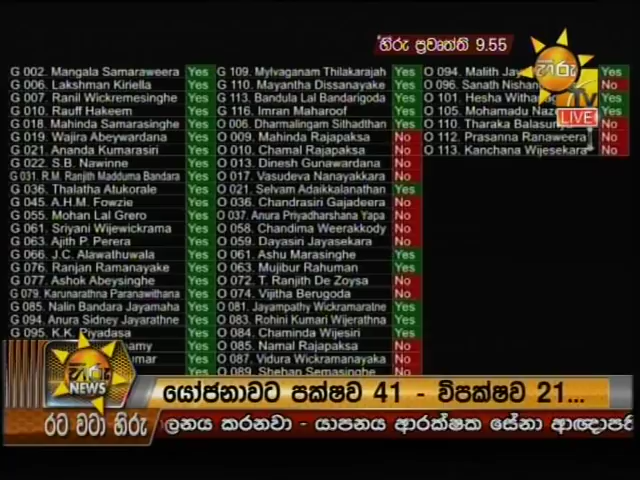 හිරු ප්‍රවෘත්ති 9.55
G 002. Mangala Samaraweera Yes
G 006. Lakshman Kiriella Yes
G 007. Ranil Wickremesinghe Yes
G 010. Rauff Hakeem Yes
G 018. Mahinda Samarasinghe Yes
G 019. Wajira Abeywardana Yes
G 021. Ananda Kumarasiri Yes
G 022. S.B. Nawinne Yes
G 031. R.M. Ranjith Madduma Bandara Yes
G 036. Thalatha Atukorale Yes
G 045. A.H.M. Fowzie Yes
G 055. Mohan Lal Grero Yes
G 061. Sriyani Wijewickrama Yes
G 063. Ajith P. Perera Yes
G 066. J.C. Alawathuwala Yes
G 076. Ranjan Ramanayake Yes
G 077. Ashok Abeysinghe Yes
G 079. Karunarathna Paranawithana Yes
G 085. Nalin Bandara Jayamaha Yes
G 094. Anura Sidney Jayarathne Yes
G 095. K.K. Piyadasa Yes
Yes
Yes
G 109. Mylvaganam Thilakarajah Yes
G 110. Mayantha Dissanayake Yes
G 113. Bandula Lal Bandarigoda Yes
G 116. Imran Maharoof Yes
O 006. Dharmalingam Sithadthan Yes
O 009. Mahinda Rajapaksa No
O 010. Chamal Rajapaksa No
O 013. Dinesh Gunawardana No
O 017. Vasudeva Nanayakkara No
O 021. Selvam Adaikkalanathan Yes
O 036. Chandrasiri Gajadeera No
O 037. Anura Priyadharshana Yapa No
O 058. Chandima Weerakkody No
O 059. Dayasiri Jayasekara No
O 061. Ashu Marasinghe Yes
O 063. Mujibur Rahuman Yes
O 072. T. Ranjith De Zoysa No
O 074. Vijitha Berugoda No
O 081. Jayampathy Wickramaratne Yes
O 083. Rohini Kumari Wijerathna Yes
O 084. Chaminda Wijesiri Yes
O 085. Namal Rajapaksa No
O 087. Vidura Wickramanayaka No
O 089. Shehan Semasinghe No
O 094. Malith Yes
O 096. Sanath No
O 101. Hesha Yes
O 105. Mohamadu Yes
O 110. Tharaka No
O 112. Prasanna Ranaweera No
O 113. Kanchana Wijesekara No
හිරු
TV
LIVE
හිරු
NEWS
යෝජනාවට පක්ෂව 41 - විපක්ෂව 21...
රට වටා හිරු
ලනය කරනවා - යාපනය ආරක්ෂක සේනා